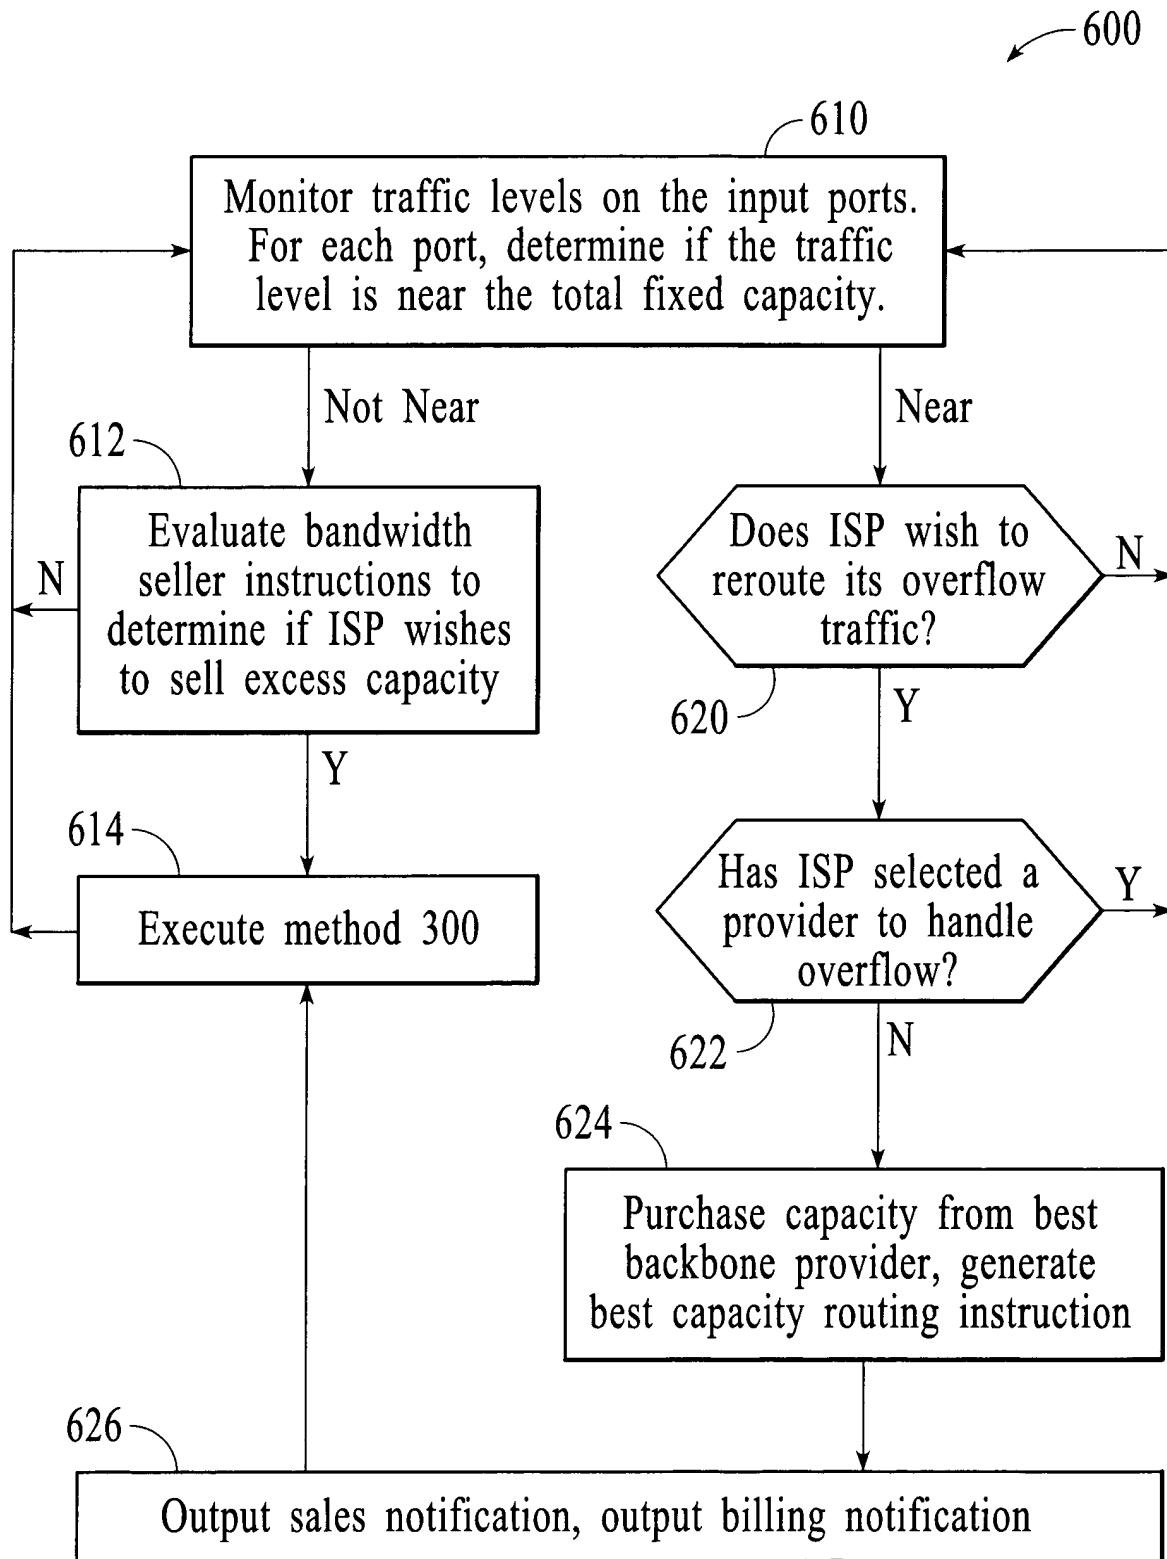 600
610
Monitor traffic levels on the input ports.
For each port, determine if the traffic
level is near the total fixed capacity.
Not Near
Near
612
Evaluate bandwidth
seller instructions to
determine if ISP wishes
to sell excess capacity
N
Does ISP wish to
reroute its overflow
traffic?
N
620
Y
Y
614
Execute method 300
Has ISP selected a
provider to handle
overflow?
Y
622
N
624
Purchase capacity from best
backbone provider, generate
best capacity routing instruction
626
Output sales notification, output billing notification